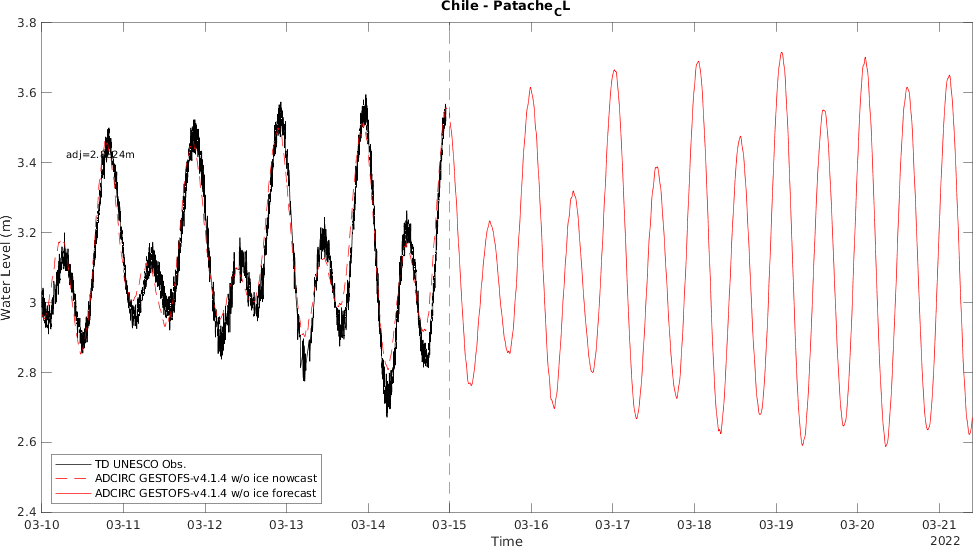 Chile - Patache_CL
3.8
3.6
3.4
3.2
3
2.8
2.6
2.4
Water Level (m)
TD UNESCO Obs.
ADCIRC GESTOFS-v4.1.4 w/o ice nowcast
ADCIRC GESTOFS-v4.1.4 w/o ice forecast
03-10 03-11 03-12 03-13 03-14 03-15 03-16 03-17 03-18 03-19 03-20 03-21
Time
2022